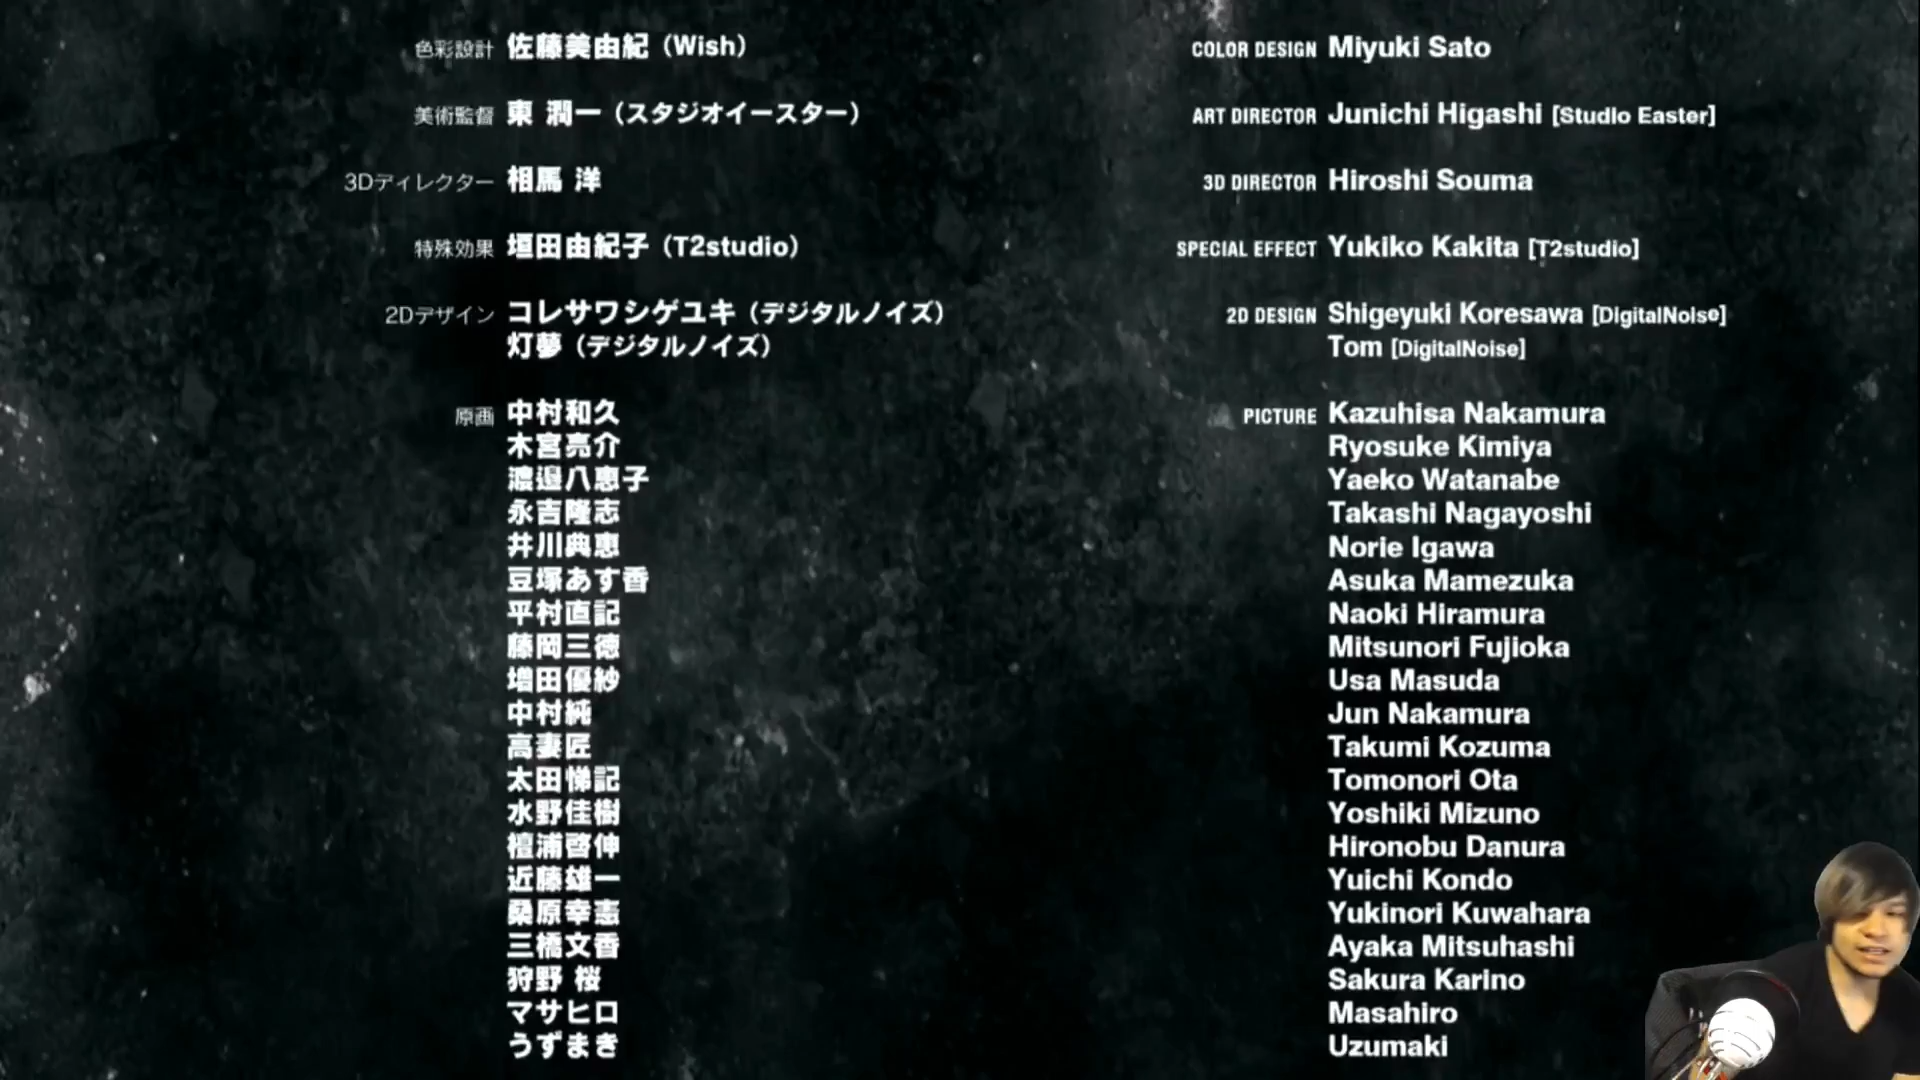 色彩設計 佐藤美由紀（Wish）
美術監督 東 潤一（スタジオイースター）
3Dディレクター 相馬 洋
特殊効果 垣田由紀子（T2studio）
2Dデザイン コレサワシゲユキ（デジタルノイズ）
灯夢（デジタルノイズ）
原画 中村和久
木宮亮介
渡邉八恵子
永吉隆志
井川典恵
豆塚あす香
平村直記
藤岡三徳
増田優紗
中村純
高妻匠
太田悌記
水野佳樹
檀浦啓伸
近藤雄一
桑原幸憲
三橋文香
狩野 桜
マサヒロ
うずまき
COLOR DESIGN Miyuki Sato
ART DIRECTOR Junichi Higashi [Studio Easter]
3D DIRECTOR Hiroshi Souma
SPECIAL EFFECT Yukiko Kakita [T2studio]
2D DESIGN Shigeyuki Koresawa [DigitalNoise]
Tom [DigitalNoise]
PICTURE Kazuhisa Nakamura
Ryosuke Kimiya
Yaeko Watanabe
Takashi Nagayoshi
Norie Igawa
Asuka Mamezuka
Naoki Hiramura
Mitsunori Fujioka
Usa Masuda
Jun Nakamura
Takumi Kozuma
Tomonori Ota
Yoshiki Mizuno
Hironobu Danura
Yuichi Kondo
Yukinori Kuwahara
Ayaka Mitsuhashi
Sakura Karino
Masahiro
Uzumaki